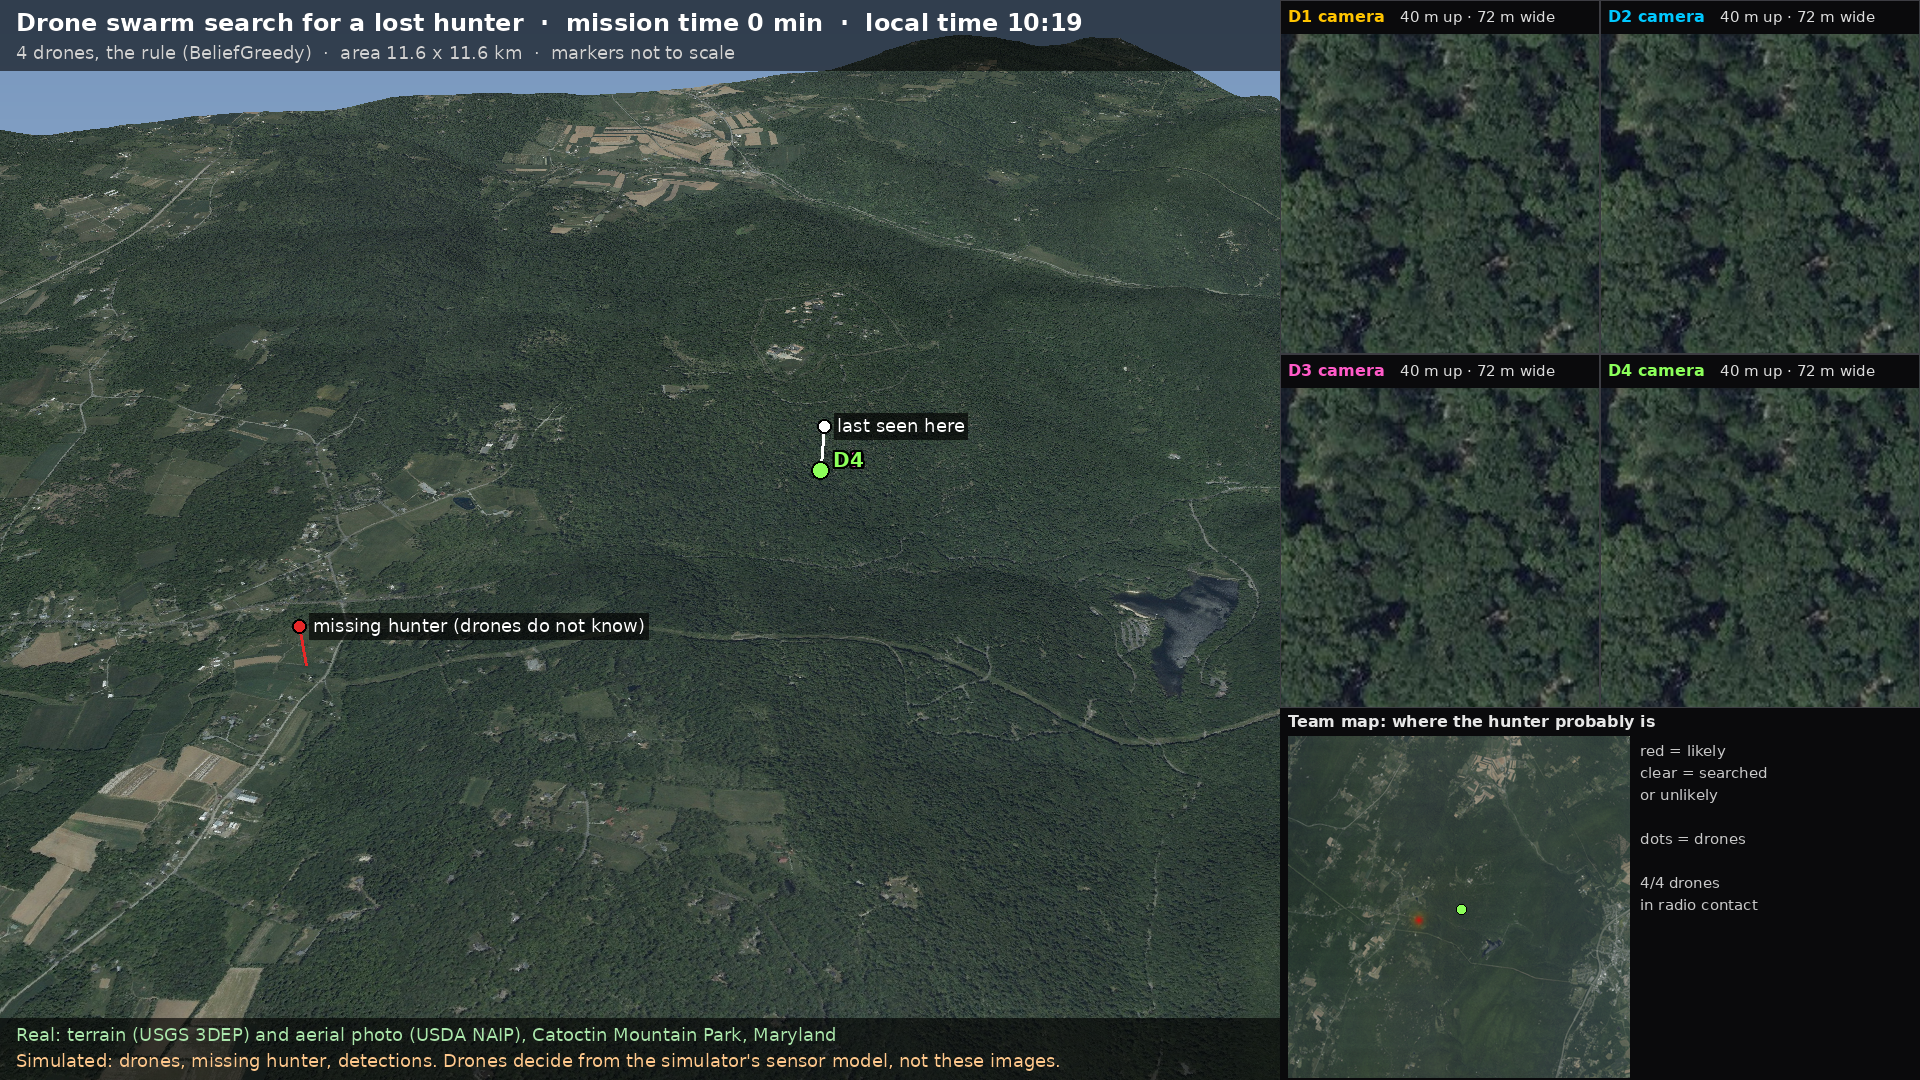 Drone swarm search for a lost hunter · mission time 0 min · local time 10:19
4 drones, the rule (BeliefGreedy) · area 11.6 x 11.6 km · markers not to scale
last seen here
D4
missing hunter (drones do not know)
Real: terrain (USGS 3DEP) and aerial photo (USDA NAIP), Catoctin Mountain Park, Maryland
Simulated: drones, missing hunter, detections. Drones decide from the simulator's sensor model, not these images.
D1 camera 40 m up · 72 m wide
D2 camera 40 m up · 72 m wide
D3 camera 40 m up · 72 m wide
D4 camera 40 m up · 72 m wide
Team map: where the hunter probably is
red = likely
clear = searched
or unlikely
dots = drones
4/4 drones
in radio contact